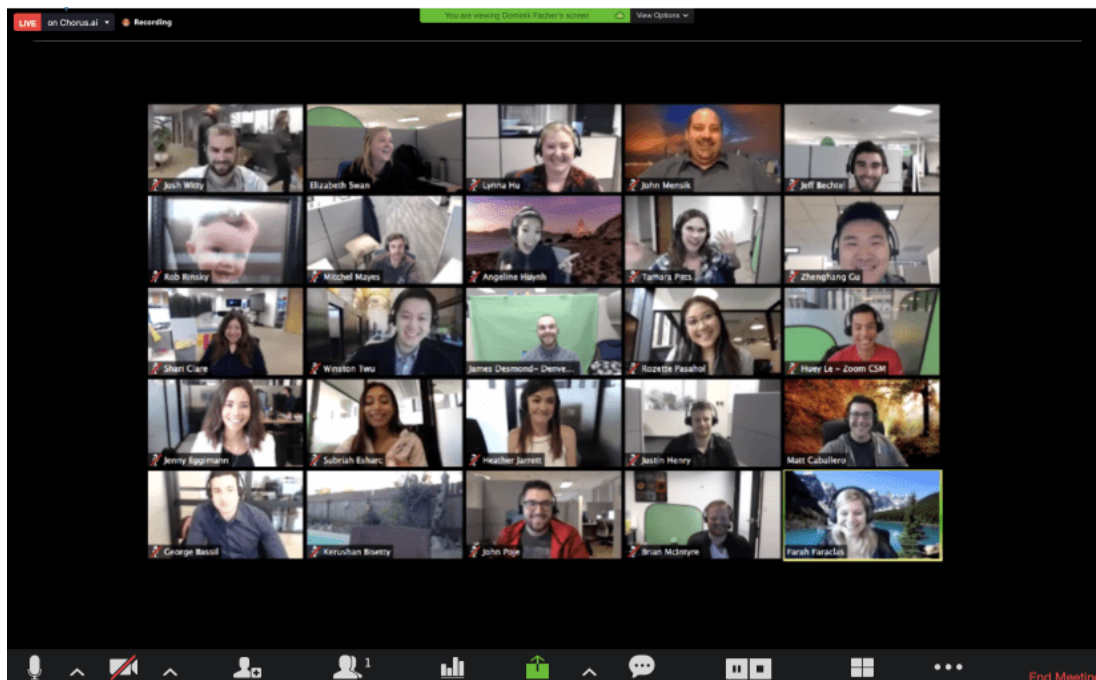 LIVE on Chorus.ai Recording
You are viewing Dominik Facher's screen View Options
Josh Witty
Elizabeth Swan
Lynna Hu
John Mensik
Jeff Bechtel
Rob Rinsky
Mitchel Mayes
Angeline Huynh
Tamara Pitts
Zhenghang Gu
Shari Clare
Winston Twu
James Desmond- Denve...
Rozette Pasahol
Huey Le - Zoom CSM
Jenny Eggimann
Subriah Esharc
Heather Jarrett
Justin Henry
Matt Caballero
George Bassil
Kerushan Bisetty
John Poje
Brian McIntyre
Farah Faraclas
1
End Meeting